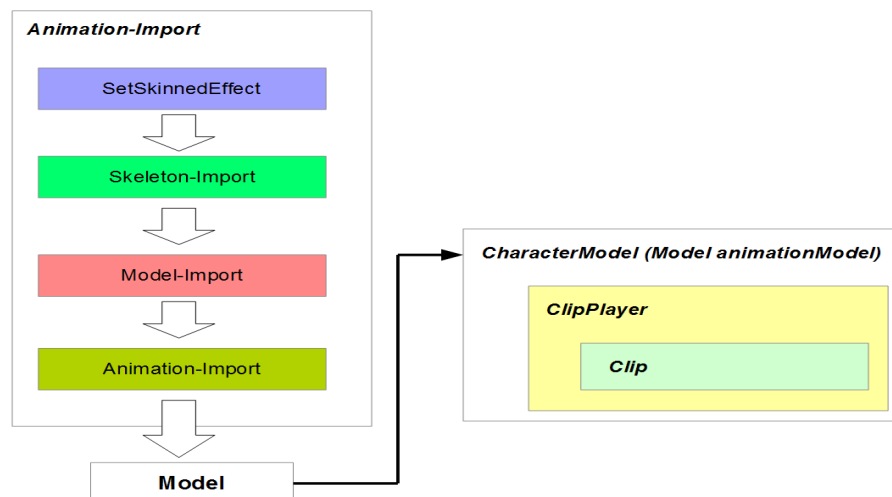 Animation-Import
SetSkinnedEffect
Skeleton-Import
Model-Import
Animation-Import
Model
CharacterModel (Model animationModel)
ClipPlayer
Clip